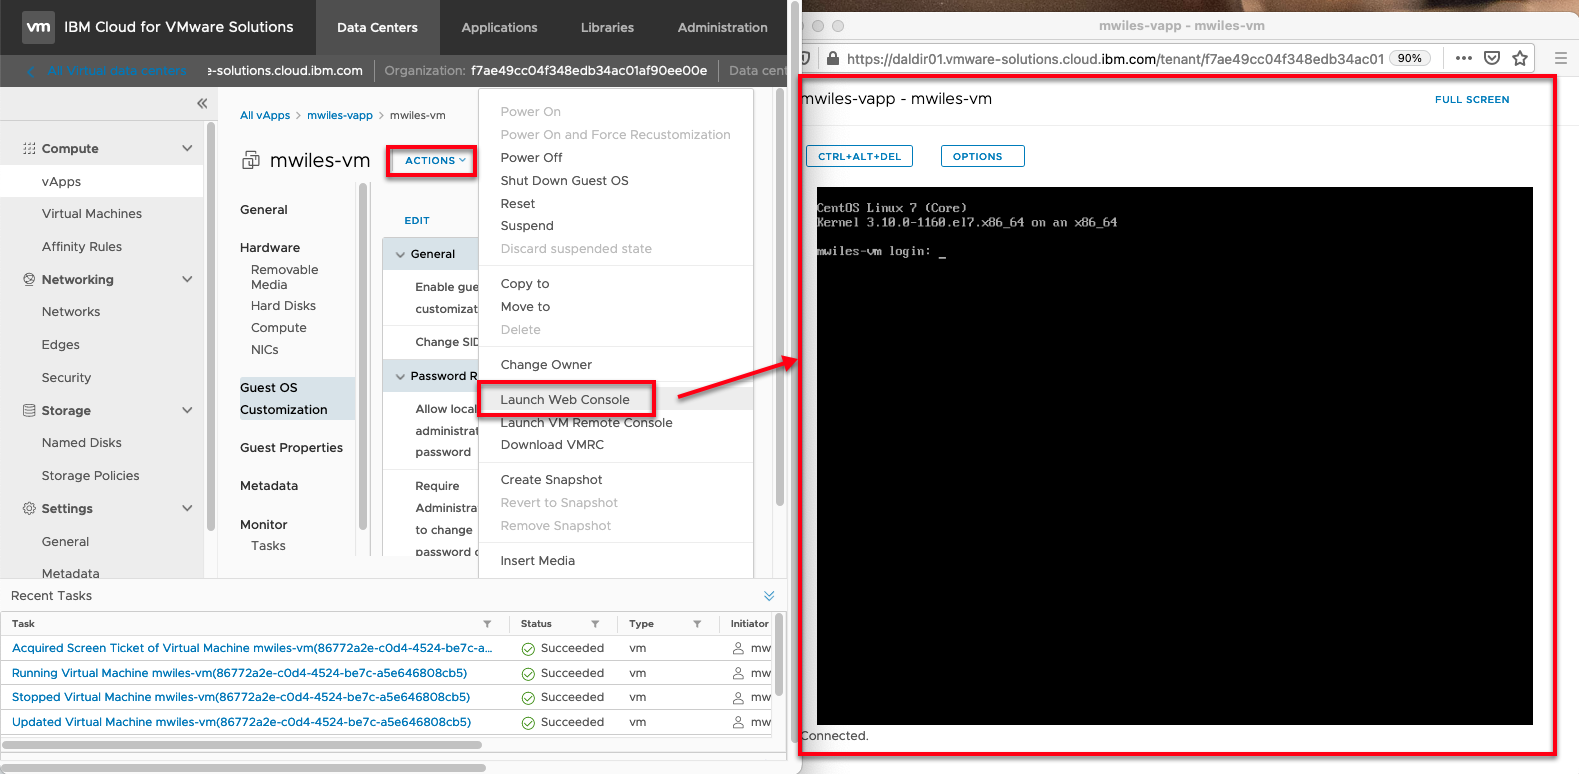 vm IBM Cloud for VMware Solutions
Data Centers
Applications
Libraries
Administration
All Virtual data centers
e-solutions.cloud.ibm.com
Organization: f7ae49cc04f348edb34ac01af90ee00e
Data cent
Compute
vApps
Virtual Machines
Affinity Rules
Networking
Networks
Edges
Security
Storage
Named Disks
Storage Policies
Settings
General
Metadata
All vApps > mwiles-vapp > mwiles-vm
mwiles-vm
ACTIONS
General
Hardware
Removable
Media
Hard Disks
Compute
NICs
Guest OS
Customization
Guest Properties
Metadata
Monitor
Tasks
EDIT
General
Enable gue
customizat
Change SID
Password R
Allow local
administrat
password
Require
Administra
to change
password o
Power On
Power On and Force Recustomization
Power Off
Shut Down Guest OS
Reset
Suspend
Discard suspended state
Copy to
Move to
Delete
Change Owner
Launch Web Console
Launch VM Remote Console
Download VMRC
Create Snapshot
Revert to Snapshot
Remove Snapshot
Insert Media
Recent Tasks
Task Status Type Initiator
Acquired Screen Ticket of Virtual Machine mwiles-vm(86772a2e-c0d4-4524-be7c-a... Succeeded vm mw
Running Virtual Machine mwiles-vm(86772a2e-c0d4-4524-be7c-a5e646808cb5) Succeeded vm mw
Stopped Virtual Machine mwiles-vm(86772a2e-c0d4-4524-be7c-a5e646808cb5) Succeeded vm mw
Updated Virtual Machine mwiles-vm(86772a2e-c0d4-4524-be7c-a5e646808cb5) Succeeded vm mw
mwiles-vapp - mwiles-vm
https://daldir01.vmware-solutions.cloud.ibm.com/tenant/f7ae49cc04f348edb34ac01
90%
mwiles-vapp - mwiles-vm
FULL SCREEN
CTRL+ALT+DEL
OPTIONS
CentOS Linux 7 (Core)
Kernel 3.10.0-1160.el7.x86_64 on an x86_64
mwiles-vm login: _
Connected.